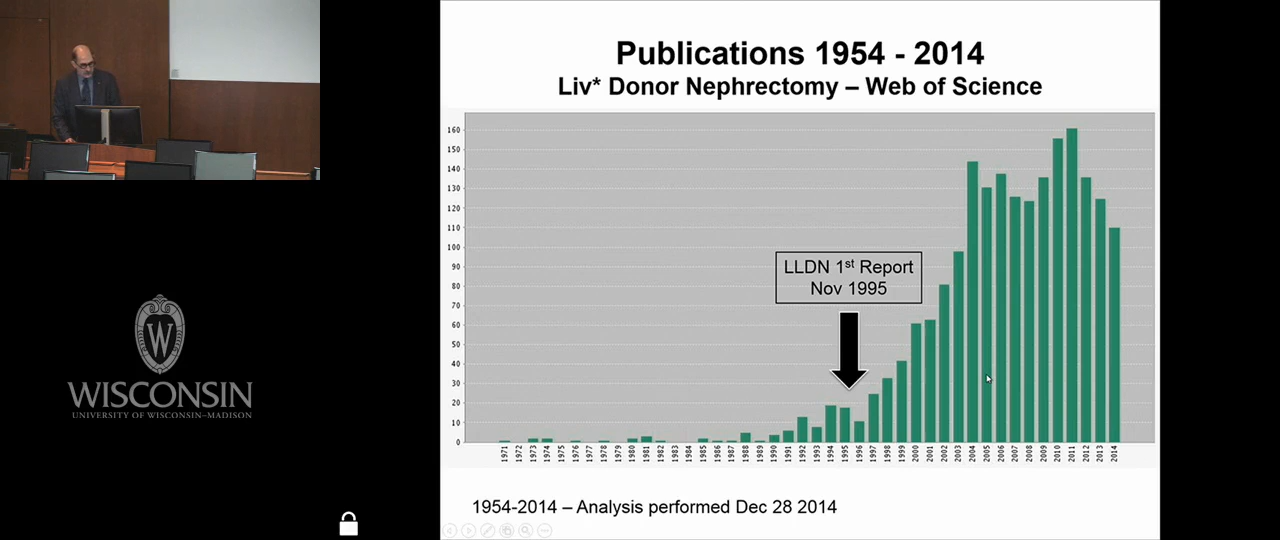 Publications 1954 - 2014
Liv* Donor Nephrectomy – Web of Science
160
150
140
130
120
110
100
90
80
70
60
50
40
30
20
10
0
LLDN 1st Report
Nov 1995
1971 1972 1973 1974 1975 1976 1977 1978 1979 1980 1981 1982 1983 1984 1985 1986 1987 1988 1989 1990 1991 1992 1993 1994 1995 1996 1997 1998 1999 2000 2001 2002 2003 2004 2005 2006 2007 2008 2009 2010 2011 2012 2013 2014
1954-2014 – Analysis performed Dec 28 2014
W
WISCONSIN
UNIVERSITY OF WISCONSIN–MADISON